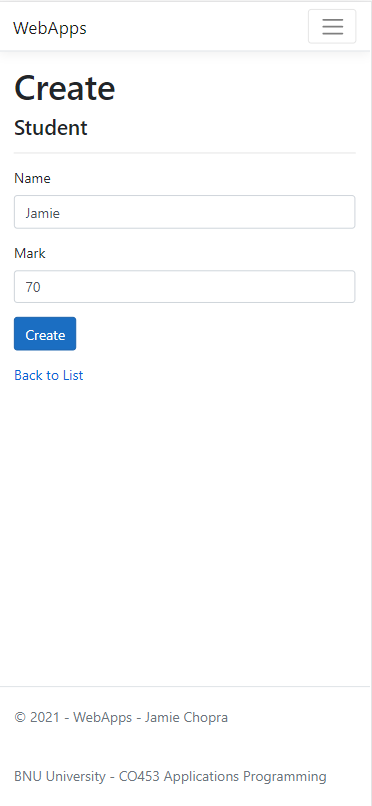 WebApps
Create
Student
Name
Jamie
Mark
70
Create
Back to List
© 2021 - WebApps - Jamie Chopra
BNU University - CO453 Applications Programming